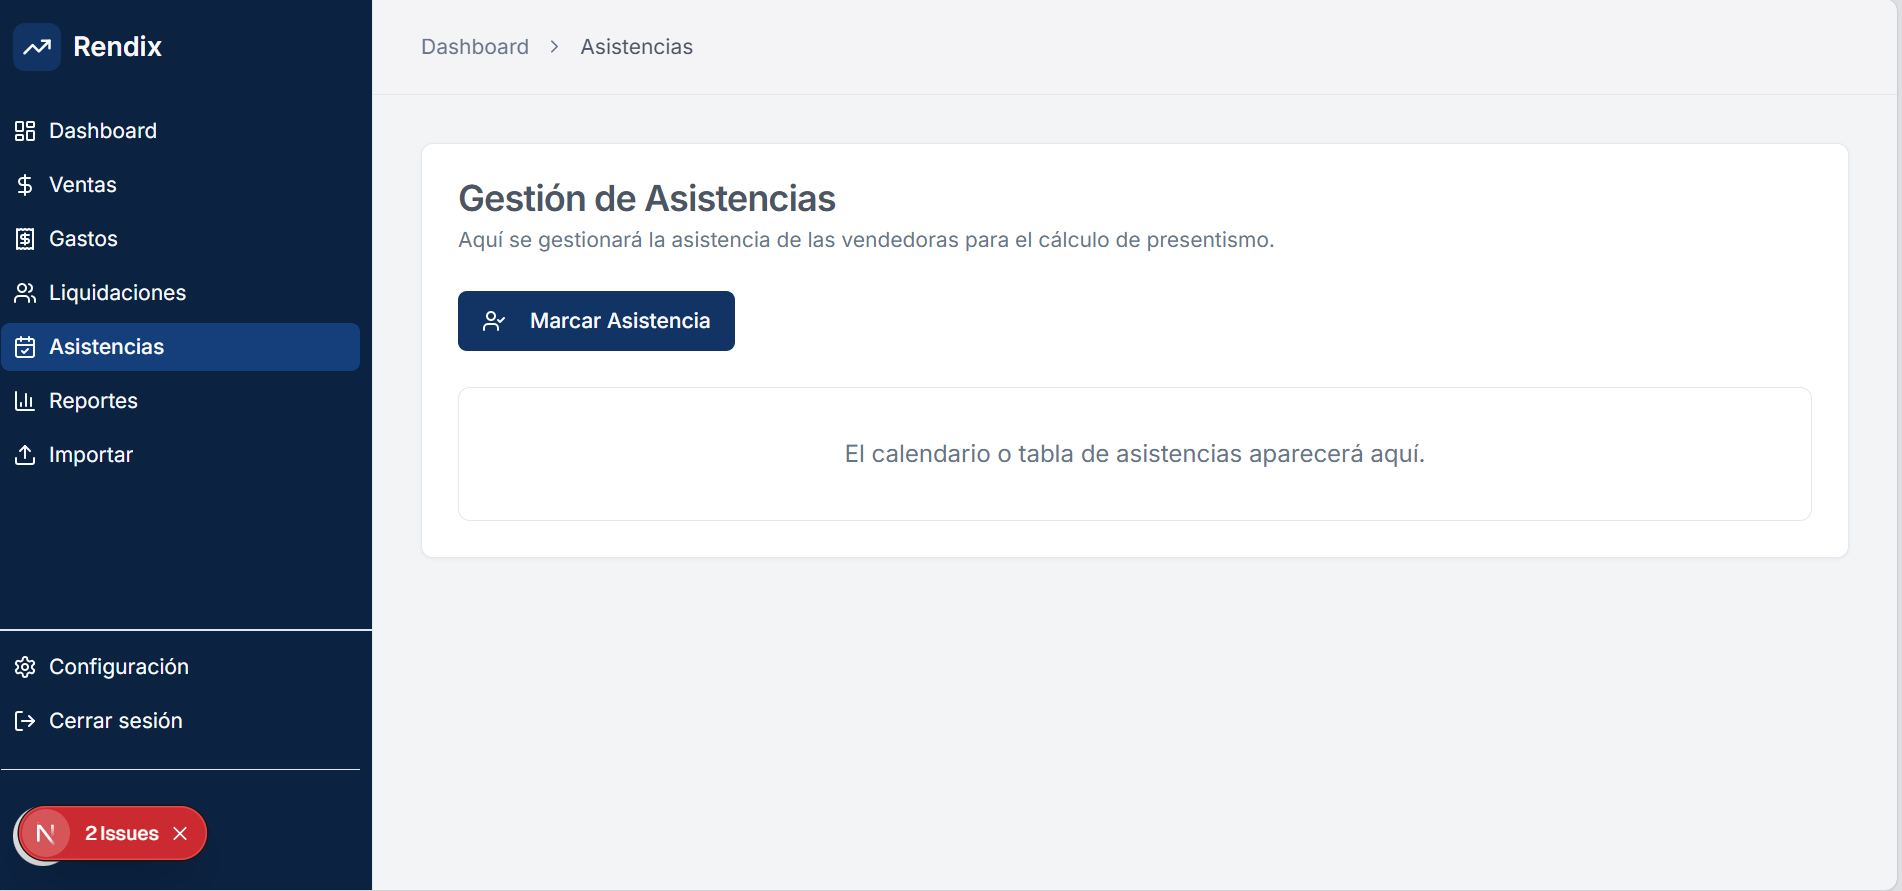 Rendix
Dashboard
Ventas
Gastos
Liquidaciones
Asistencias
Reportes
Importar
Configuración
Cerrar sesión
N
2 Issues
Dashboard > Asistencias
Gestión de Asistencias
Aquí se gestionará la asistencia de las vendedoras para el cálculo de presentismo.
Marcar Asistencia
El calendario o tabla de asistencias aparecerá aquí.